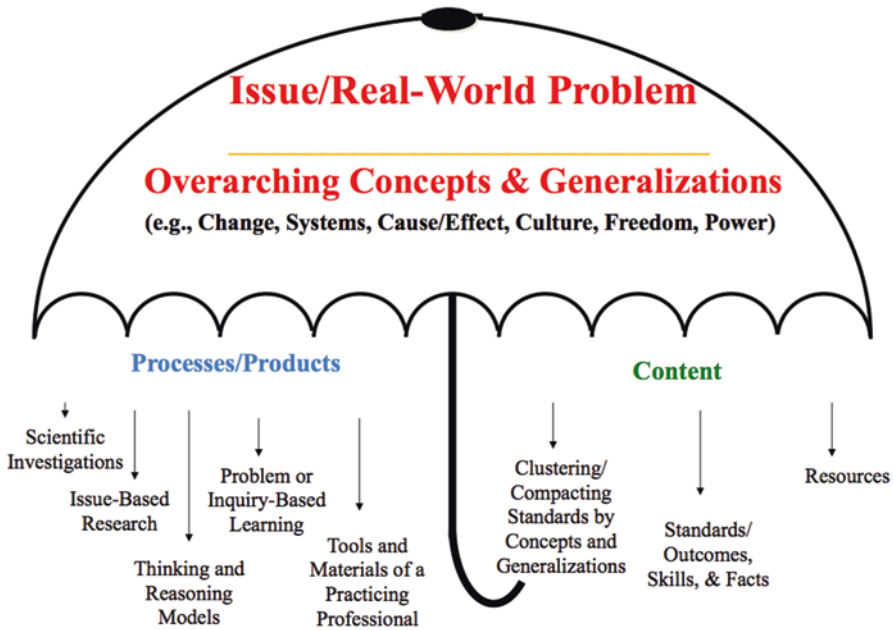 Issue/Real-World Problem
Overarching Concepts & Generalizations
(e.g., Change, Systems, Cause/Effect, Culture, Freedom, Power)
Processes/Products
Scientific
Investigations
Issue-Based
Research
Thinking and
Reasoning
Models
Problem or
Inquiry-Based
Learning
Tools and
Materials of a
Practicing
Professional
Content
Clustering/
Compacting
Standards by
Concepts and
Generalizations
Standards/
Outcomes,
Skills, & Facts
Resources